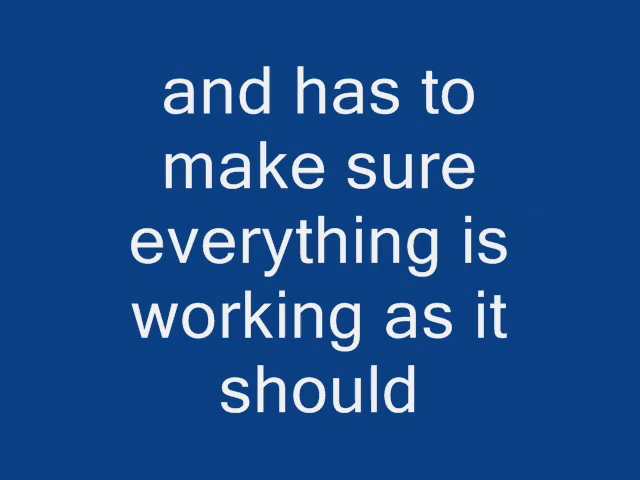 and has to
make sure
everything is
working as it
should